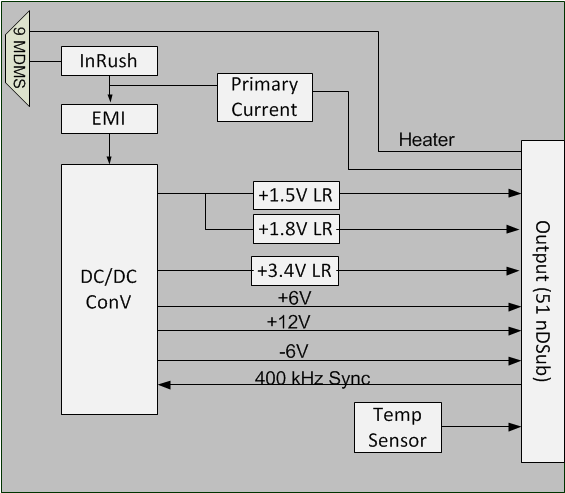 9 MDMS
InRush
Primary
Current
EMI
Heater
+1.5V LR
+1.8V LR
DC/DC
ConV
+3.4V LR
+6V
+12V
-6V
400 kHz Sync
Temp
Sensor
Output (51 nDSub)